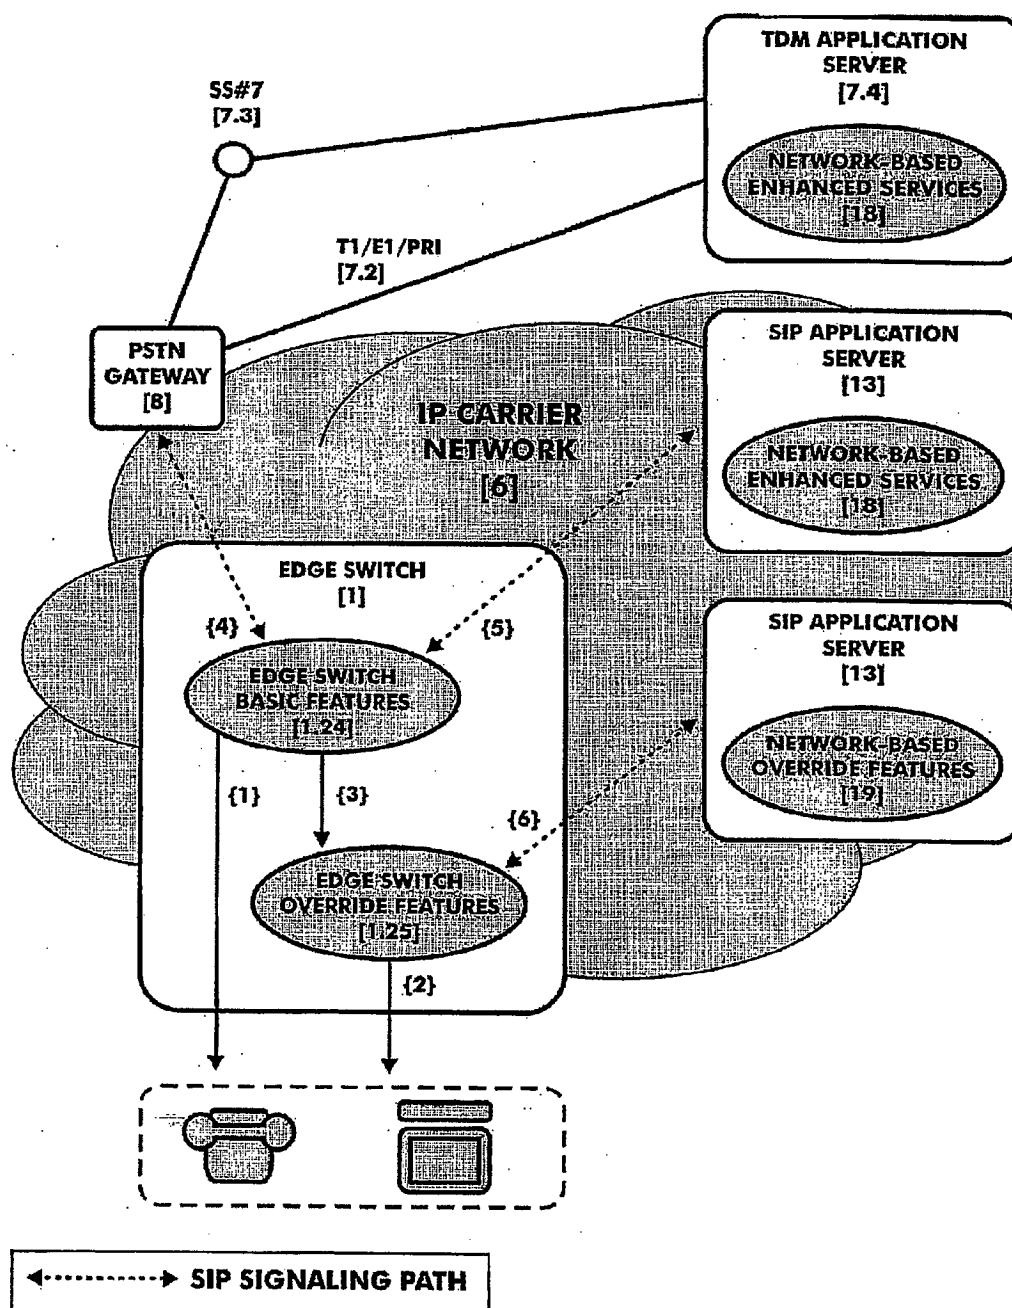 TDM APPLICATION
SERVER
[7.4]
NETWORK-BASED
ENHANCED SERVICES
[18]
SS#7
[7.3]
T1/E1/PRI
[7.2]
PSTN
GATEWAY
[8]
IP CARRIER
NETWORK
[6]
SIP APPLICATION
SERVER
[13]
NETWORK-BASED
ENHANCED SERVICES
[18]
EDGE SWITCH
[1]
{4}
{5}
EDGE SWITCH
BASIC FEATURES
[1.24]
SIP APPLICATION
SERVER
[13]
NETWORK-BASED
OVERRIDE FEATURES
[19]
{1}
{3}
{6}
EDGE SWITCH
OVERRIDE FEATURES
[1.25]
{2}
SIP SIGNALING PATH